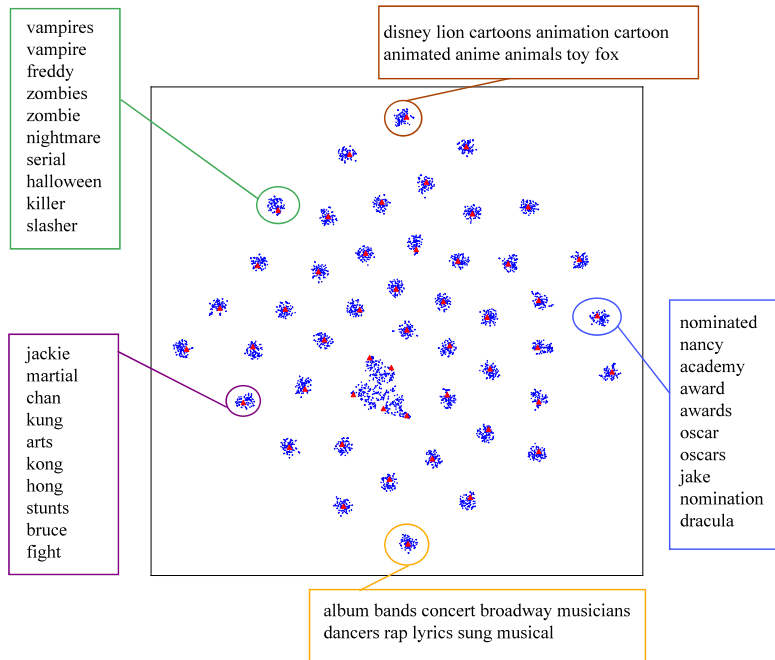 vampires
vampire
freddy
zombies
zombie
nightmare
serial
halloween
killer
slasher
disney lion cartoons animation cartoon
animated anime animals toy fox
jackie
martial
chan
kung
arts
kong
hong
stunts
bruce
fight
nominated
nancy
academy
award
awards
oscar
oscars
jake
nomination
dracula
album bands concert broadway musicians
dancers rap lyrics sung musical